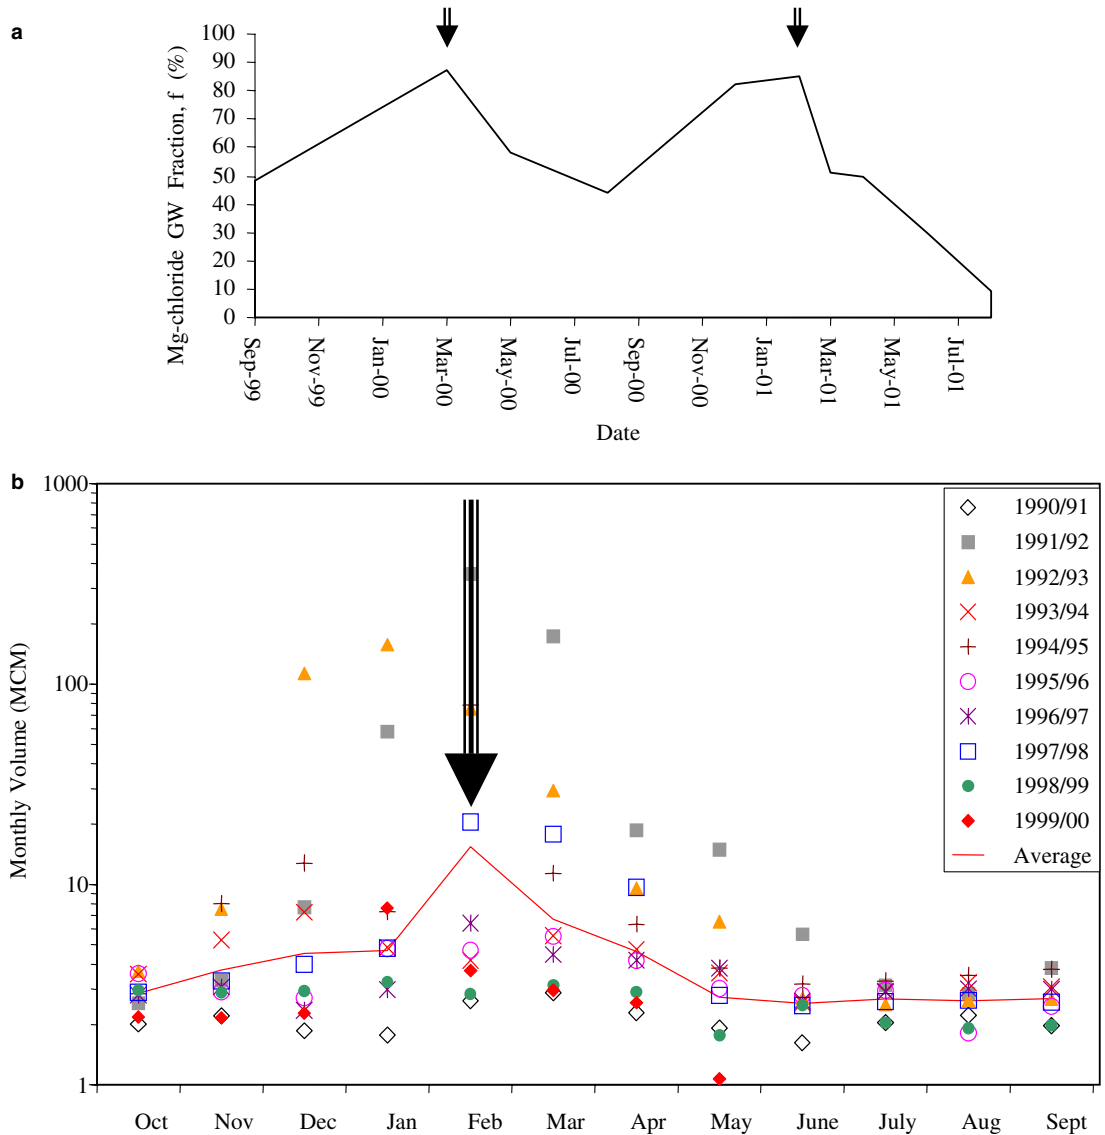 a
Mg-chloride GW Fraction, f (%)
100
90
80
70
60
50
40
30
20
10
0
Sep-99
Nov-99
Jan-00
Mar-00
May-00
Jul-00
Sep-00
Nov-00
Jan-01
Mar-01
May-01
Jul-01
Date
b
Monthly Volume (MCM)
1000
100
10
1
1990/91
1991/92
1992/93
1993/94
1994/95
1995/96
1996/97
1997/98
1998/99
1999/00
Average
Oct Nov Dec Jan Feb Mar Apr May June July Aug Sept